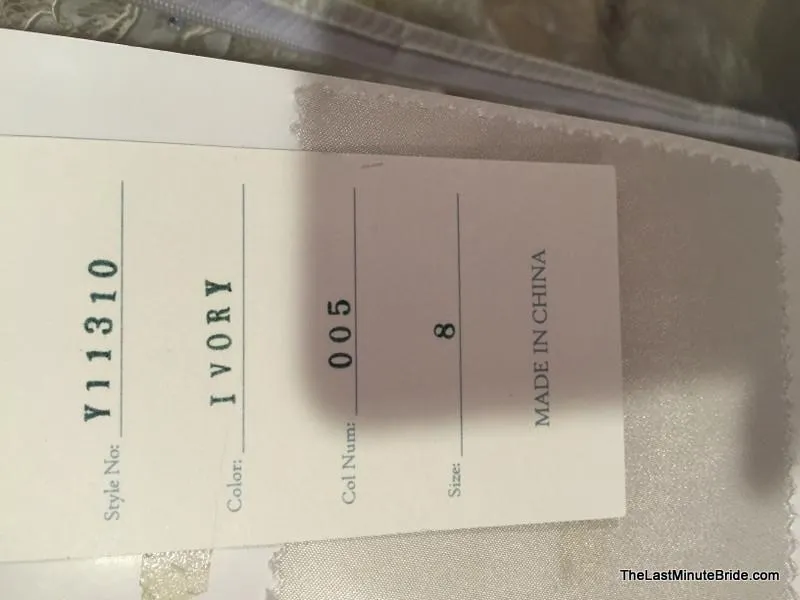 Style No: Y11310
Color: IVORY
Col Num: 005
Size: 8
MADE IN CHINA
TheLastMinuteBride.com